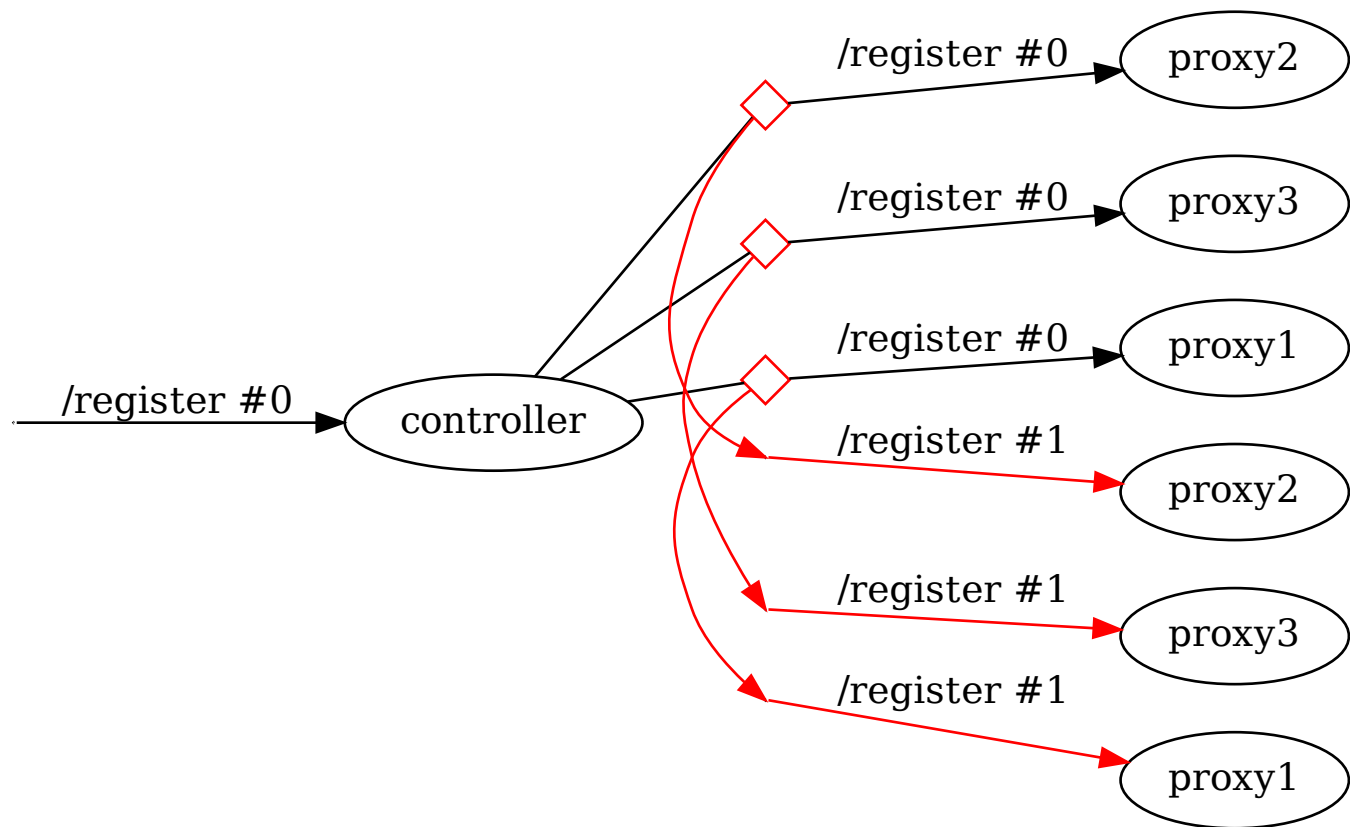 /register #0
proxy2
/register #0
proxy3
/register #0
proxy1
/register #0
controller
/register #1
proxy2
/register #1
proxy3
/register #1
proxy1